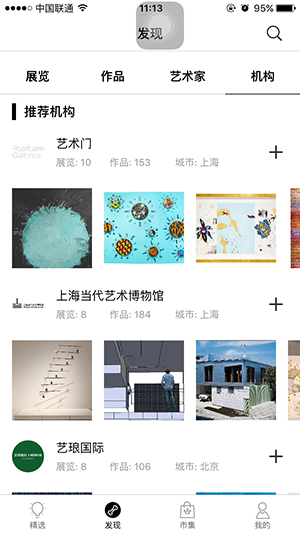 中国联通 11:13 95%
发现
展览 作品 艺术家 机构
推荐机构
艺术门
展览: 10 作品: 153 城市: 上海
上海当代艺术博物馆
展览: 8 作品: 184 城市: 上海
艺琅国际
展览: 8 作品: 106 城市: 北京
精选 发现 市集 我的